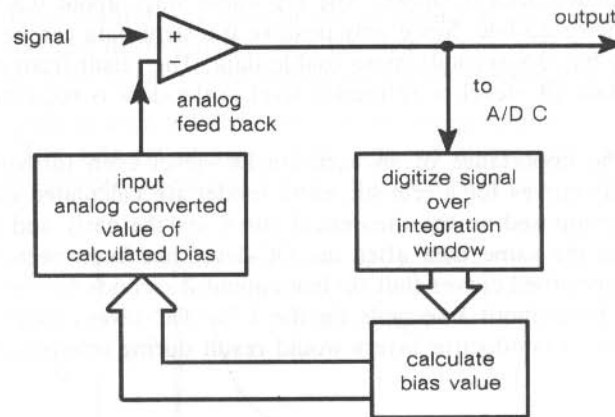 signal
+
−
output
analog
feed back
to
A/D C
input
analog converted
value of
calculated bias
digitize signal
over
integration
window
calculate
bias value